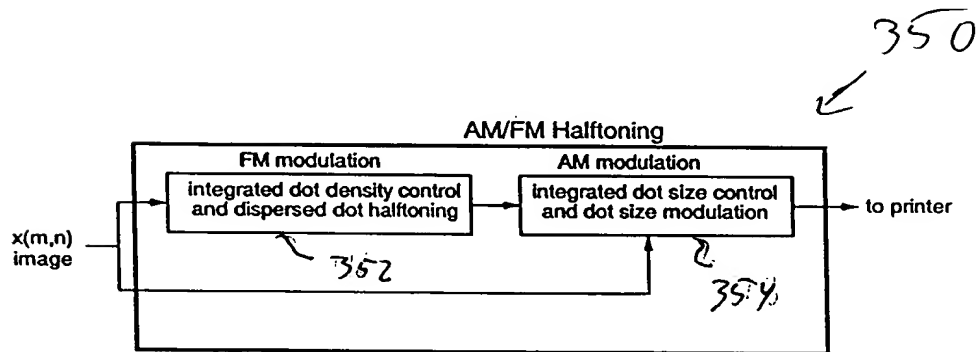 350
AM/FM Halftoning
FM modulation
AM modulation
integrated dot density control
and dispersed dot halftoning
integrated dot size control
and dot size modulation
to printer
x(m,n)
image
352
354